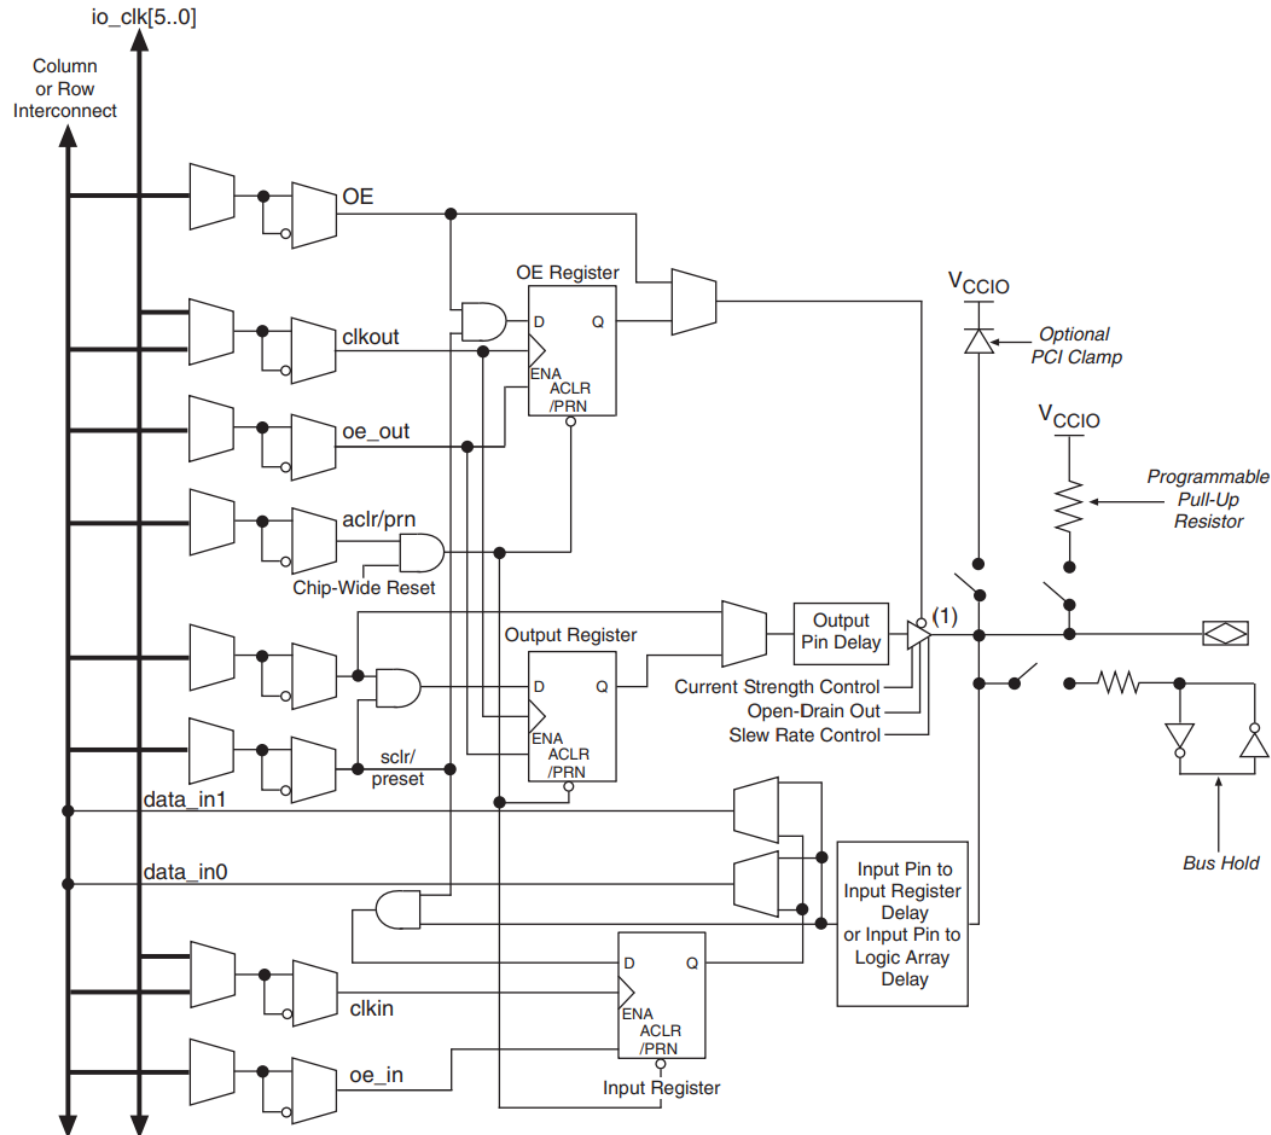 io_clk[5..0]
Column
or Row
Interconnect
OE
OE Register
D
Q
ENA
ACLR
/PRN
clkout
oe_out
aclr/prn
Chip-Wide Reset
VCCIO
Optional
PCI Clamp
VCCIO
Programmable
Pull-Up
Resistor
Output Register
D
Q
ENA
ACLR
/PRN
Output
Pin Delay
(1)
Current Strength Control
Open-Drain Out
Slew Rate Control
sclr/
preset
data_in1
data_in0
Input Pin to
Input Register
Delay
or Input Pin to
Logic Array
Delay
Bus Hold
D
Q
ENA
ACLR
/PRN
Input Register
clkin
oe_in